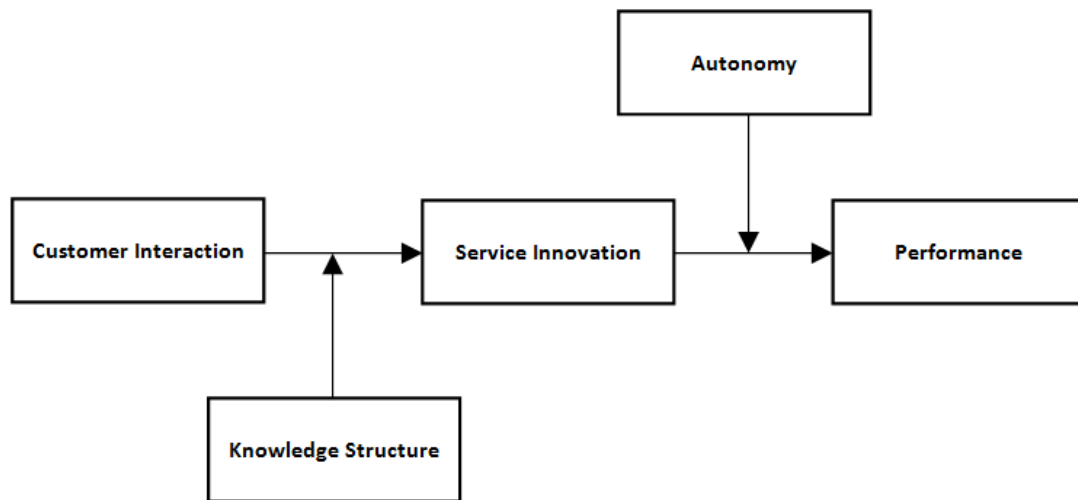 Autonomy
Customer Interaction
Service Innovation
Performance
Knowledge Structure